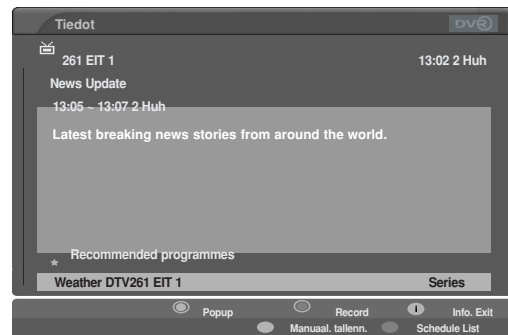 Tiedot
DVR
261 EIT 1 13:02 2 Huh
News Update
13:05 ~ 13:07 2 Huh
Latest breaking news stories from around the world.
Recommended programmes
Weather DTV261 EIT 1 Series
Popup Record i Info. Exit
Manuaal. tallenn. Schedule List